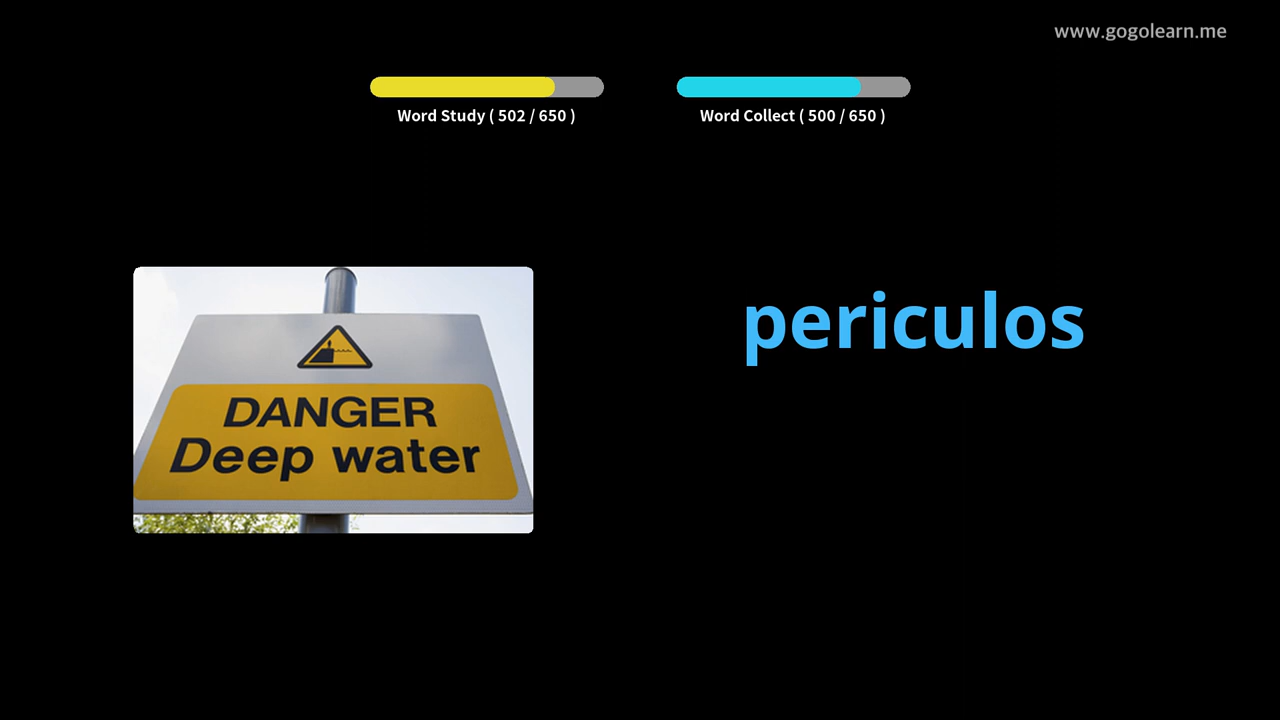 www.gogolearn.me
Word Study ( 502 / 650 )
Word Collect ( 500 / 650 )
DANGER
Deep water
periculos